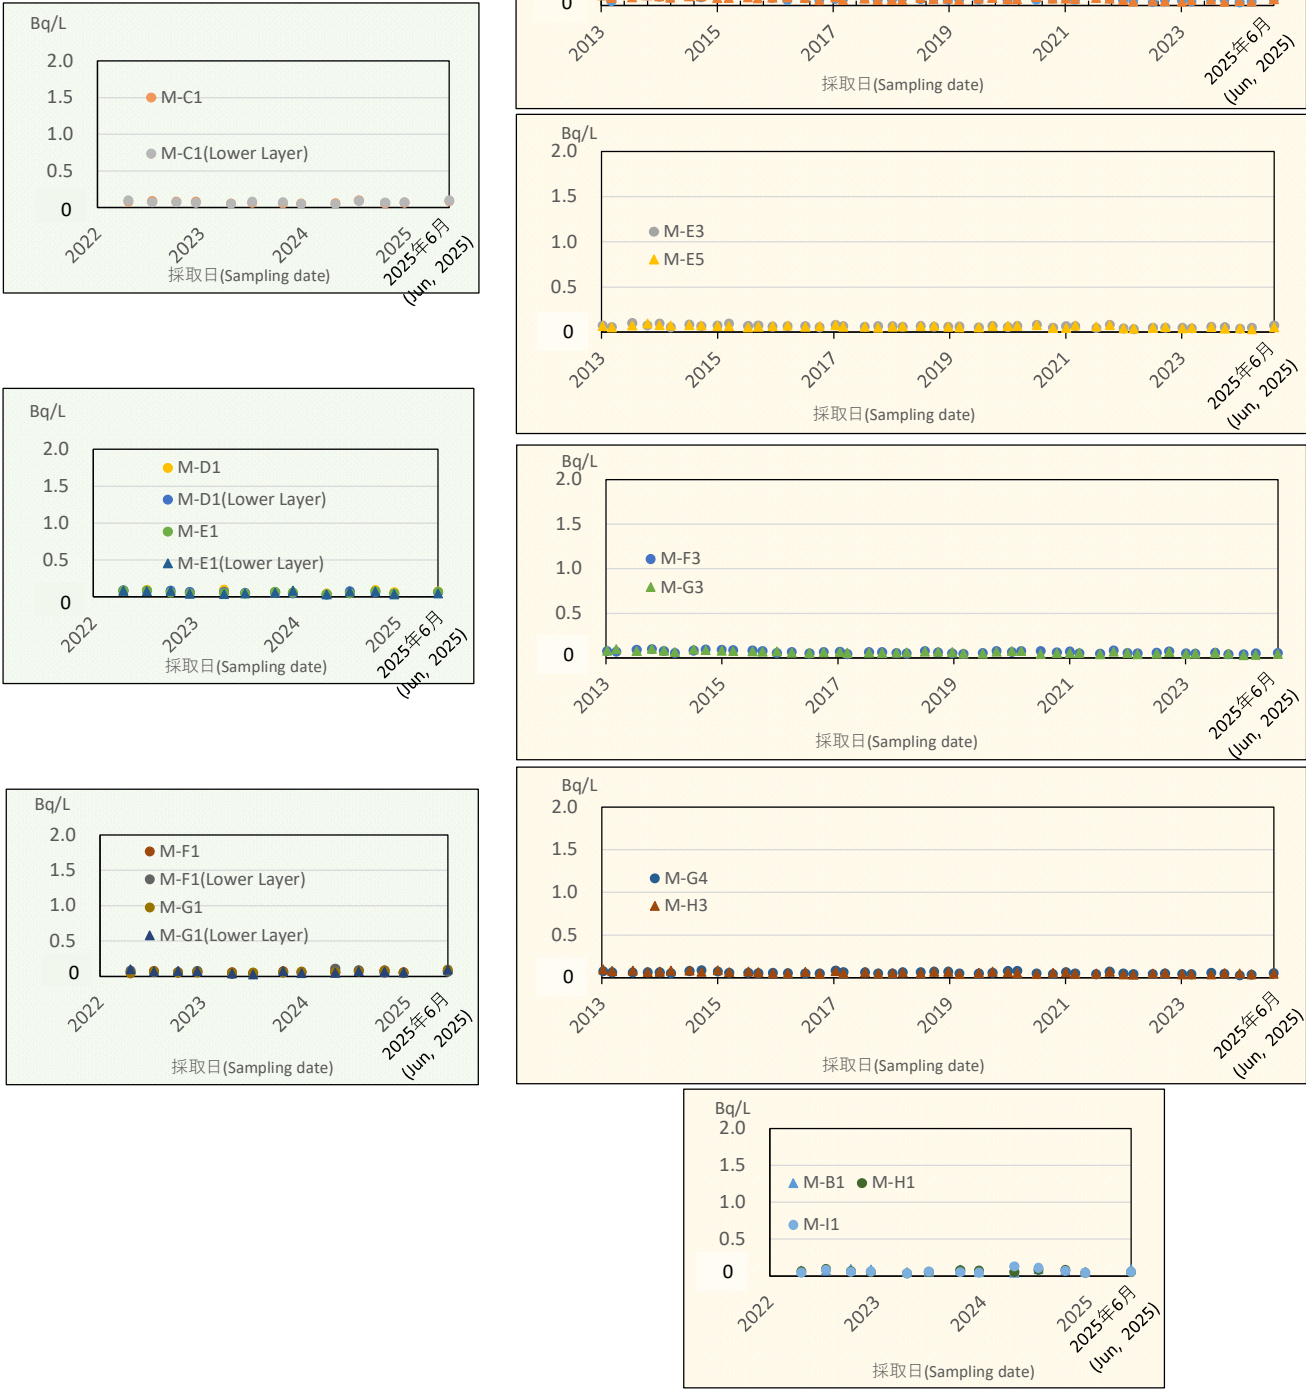 Bq/L
2.0
1.5
1.0
0.5
0
M-C1
M-C1(Lower Layer)
2022
2023
2024
2025
2025年6月
(Jun, 2025)
採取日(Sampling date)
Bq/L
2.0
1.5
1.0
0.5
0
M-D1
M-D1(Lower Layer)
M-E1
M-E1(Lower Layer)
2022
2023
2024
2025
2025年6月
(Jun, 2025)
採取日(Sampling date)
Bq/L
2.0
1.5
1.0
0.5
0
M-F1
M-F1(Lower Layer)
M-G1
M-G1(Lower Layer)
2022
2023
2024
2025
2025年6月
(Jun, 2025)
採取日(Sampling date)
0
2013
2015
2017
2019
2021
2023
2025年6月
(Jun, 2025)
採取日(Sampling date)
Bq/L
2.0
1.5
1.0
0.5
0
M-E3
M-E5
2013
2015
2017
2019
2021
2023
2025年6月
(Jun, 2025)
採取日(Sampling date)
Bq/L
2.0
1.5
1.0
0.5
0
M-F3
M-G3
2013
2015
2017
2019
2021
2023
2025年6月
(Jun, 2025)
採取日(Sampling date)
Bq/L
2.0
1.5
1.0
0.5
0
M-G4
M-H3
2013
2015
2017
2019
2021
2023
2025年6月
(Jun, 2025)
採取日(Sampling date)
Bq/L
2.0
1.5
1.0
0.5
0
M-B1 M-H1
M-I1
2022
2023
2024
2025
2025年6月
(Jun, 2025)
採取日(Sampling date)